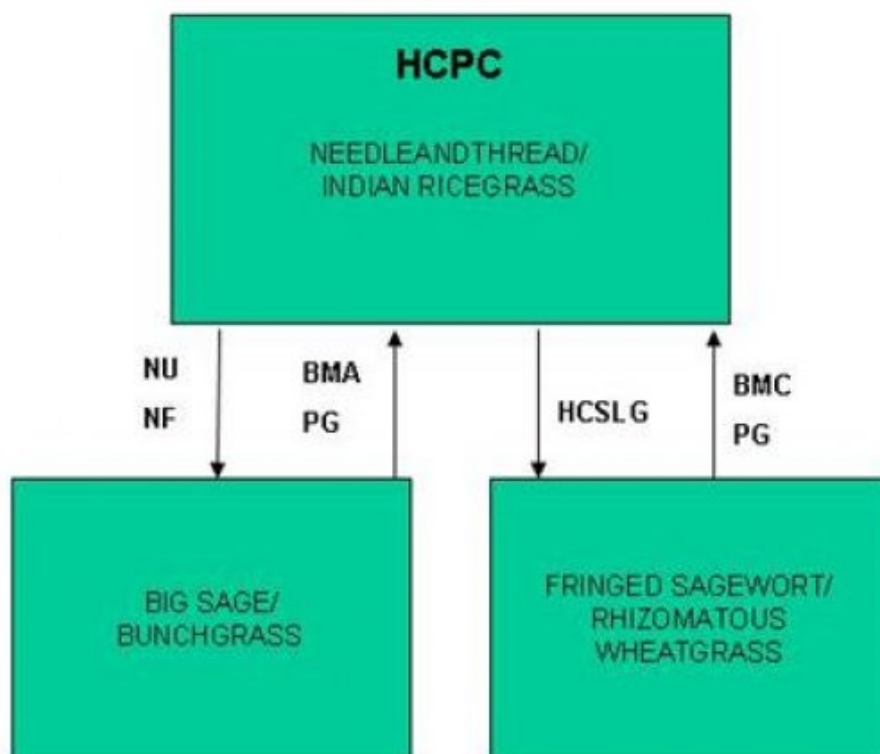 HCPC
NEEDLEANDTHREAD/
INDIAN RICEGRASS
NU
NF
BMA
PG
HCSLG
BMC
PG
BIG SAGE/
BUNCHGRASS
FRINGED SAGEWORT/
RHIZOMATOUS
WHEATGRASS